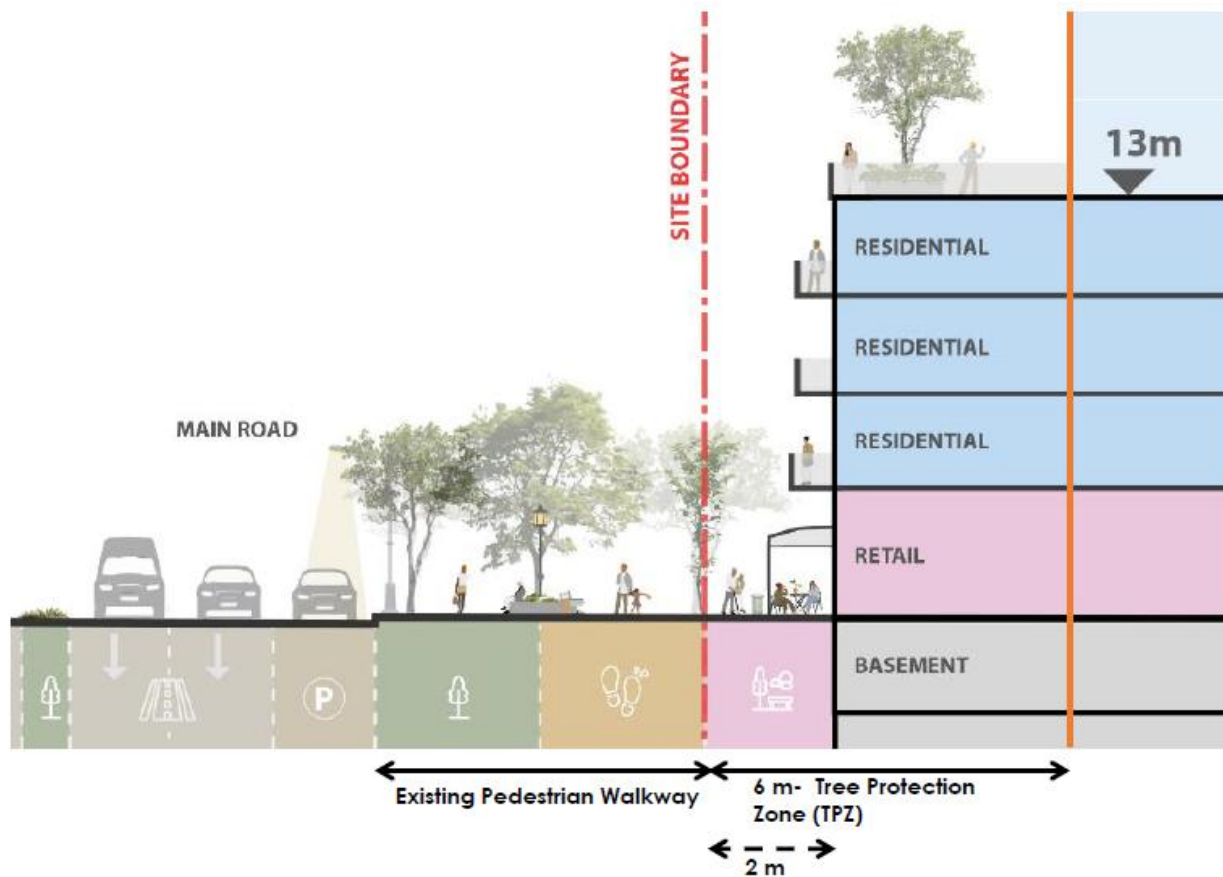 SITE BOUNDARY
13m
RESIDENTIAL
RESIDENTIAL
MAIN ROAD
RESIDENTIAL
RETAIL
BASEMENT
P
Existing Pedestrian Walkway
6 m- Tree Protection
Zone (TPZ)
2 m